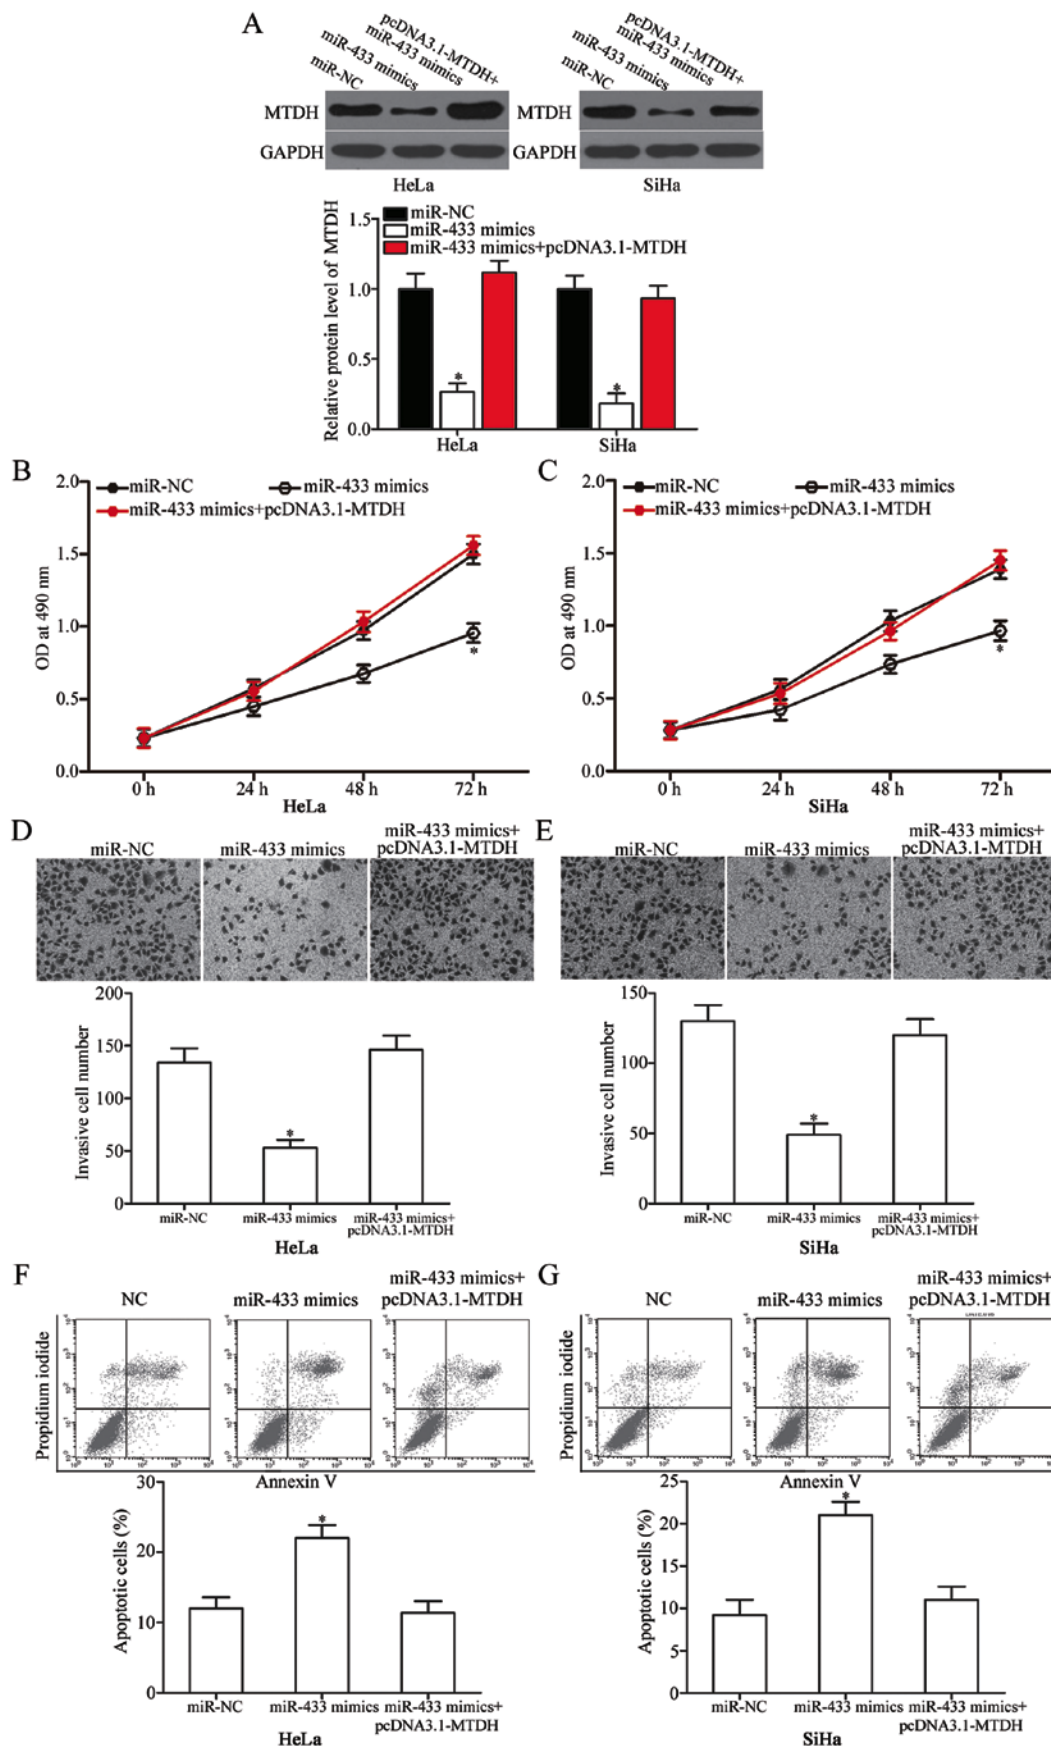 A
miR-NC
miR-433 mimics
miR-433 mimics
pcDNA3.1-MTDH+
miR-NC
miR-433 mimics
miR-433 mimics
pcDNA3.1-MTDH+
MTDH
MTDH
GAPDH
GAPDH
HeLa
SiHa
miR-NC
miR-433 mimics
miR-433 mimics+pcDNA3.1-MTDH
Relative protein level of MTDH
1.5
1.0
0.5
0.0
*
*
HeLa
SiHa
B
miR-NC
miR-433 mimics
miR-433 mimics+pcDNA3.1-MTDH
OD at 490 nm
2.0
1.5
1.0
0.5
0.0
*
0 h
24 h
48 h
72 h
HeLa
C
miR-NC
miR-433 mimics
miR-433 mimics+pcDNA3.1-MTDH
OD at 490 nm
2.0
1.5
1.0
0.5
0.0
*
0 h
24 h
48 h
72 h
SiHa
D
miR-NC
miR-433 mimics
miR-433 mimics+
pcDNA3.1-MTDH
Invasive cell number
200
150
100
50
0
*
miR-NC
miR-433 mimics
miR-433 mimics+
pcDNA3.1-MTDH
HeLa
E
miR-NC
miR-433 mimics
miR-433 mimics+
pcDNA3.1-MTDH
Invasive cell number
150
100
50
0
*
miR-NC
miR-433 mimics
miR-433 mimics+
pcDNA3.1-MTDH
SiHa
F
NC
miR-433 mimics
miR-433 mimics+
pcDNA3.1-MTDH
Propidium iodide
Annexin V
Apoptotic cells (%)
30
20
10
0
*
miR-NC
miR-433 mimics
miR-433 mimics+
pcDNA3.1-MTDH
HeLa
G
NC
miR-433 mimics
miR-433 mimics+
pcDNA3.1-MTDH
Propidium iodide
Annexin V
Apoptotic cells (%)
25
20
15
10
5
0
*
miR-NC
miR-433 mimics
miR-433 mimics+
pcDNA3.1-MTDH
SiHa